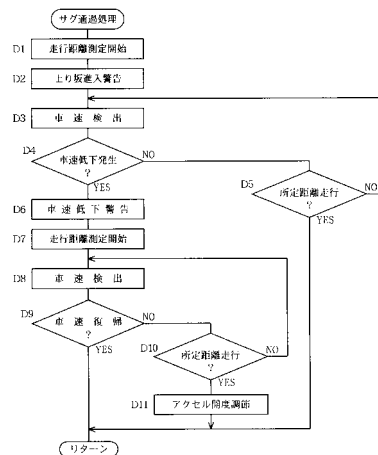 サグ通過処理
D1 走行距離測定開始
D2 上り坂進入警告
D3 車速検出
D4 車速低下発生
?
NO
YES
D5 所定距離走行
?
NO
YES
D6 車速低下警告
D7 走行距離測定開始
D8 車速検出
D9 車速復帰
?
NO
YES
D10 所定距離走行
?
NO
YES
D11 アクセル開度調節
リターン